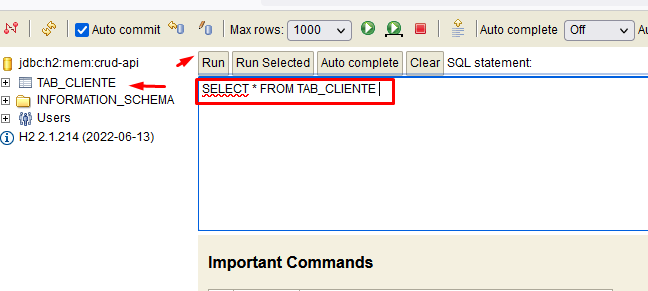 Auto commit Max rows: 1000 Auto complete Off Au
jdbc:h2:mem:crud-api
TAB_CLIENTE
INFORMATION_SCHEMA
Users
H2 2.1.214 (2022-06-13)
Run Run Selected Auto complete Clear SQL statement:
SELECT * FROM TAB_CLIENTE
Important Commands